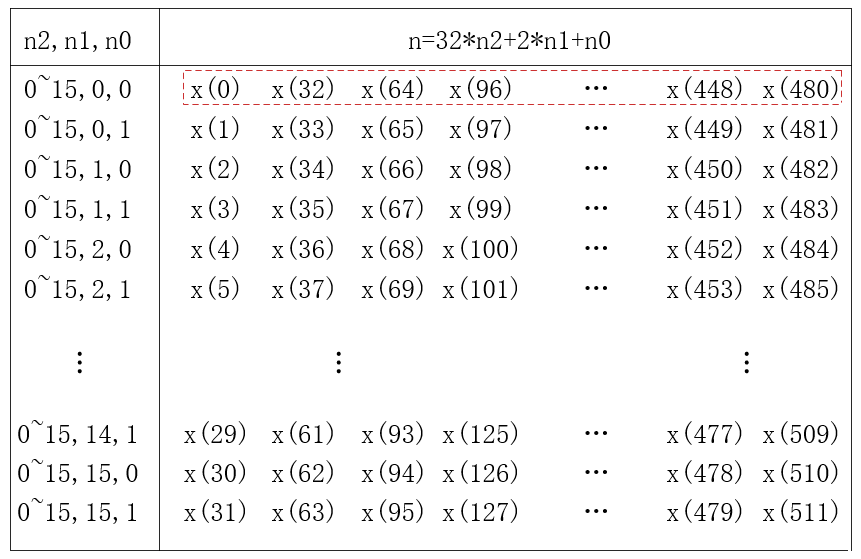 n2,n1,n0 n=32*n2+2*n1+n0
0~15,0,0 x(0) x(32) x(64) x(96) ⋯ x(448) x(480)
0~15,0,1 x(1) x(33) x(65) x(97) ⋯ x(449) x(481)
0~15,1,0 x(2) x(34) x(66) x(98) ⋯ x(450) x(482)
0~15,1,1 x(3) x(35) x(67) x(99) ⋯ x(451) x(483)
0~15,2,0 x(4) x(36) x(68) x(100) ⋯ x(452) x(484)
0~15,2,1 x(5) x(37) x(69) x(101) ⋯ x(453) x(485)
⋮ ⋮ ⋮
0~15,14,1 x(29) x(61) x(93) x(125) ⋯ x(477) x(509)
0~15,15,0 x(30) x(62) x(94) x(126) ⋯ x(478) x(510)
0~15,15,1 x(31) x(63) x(95) x(127) ⋯ x(479) x(511)